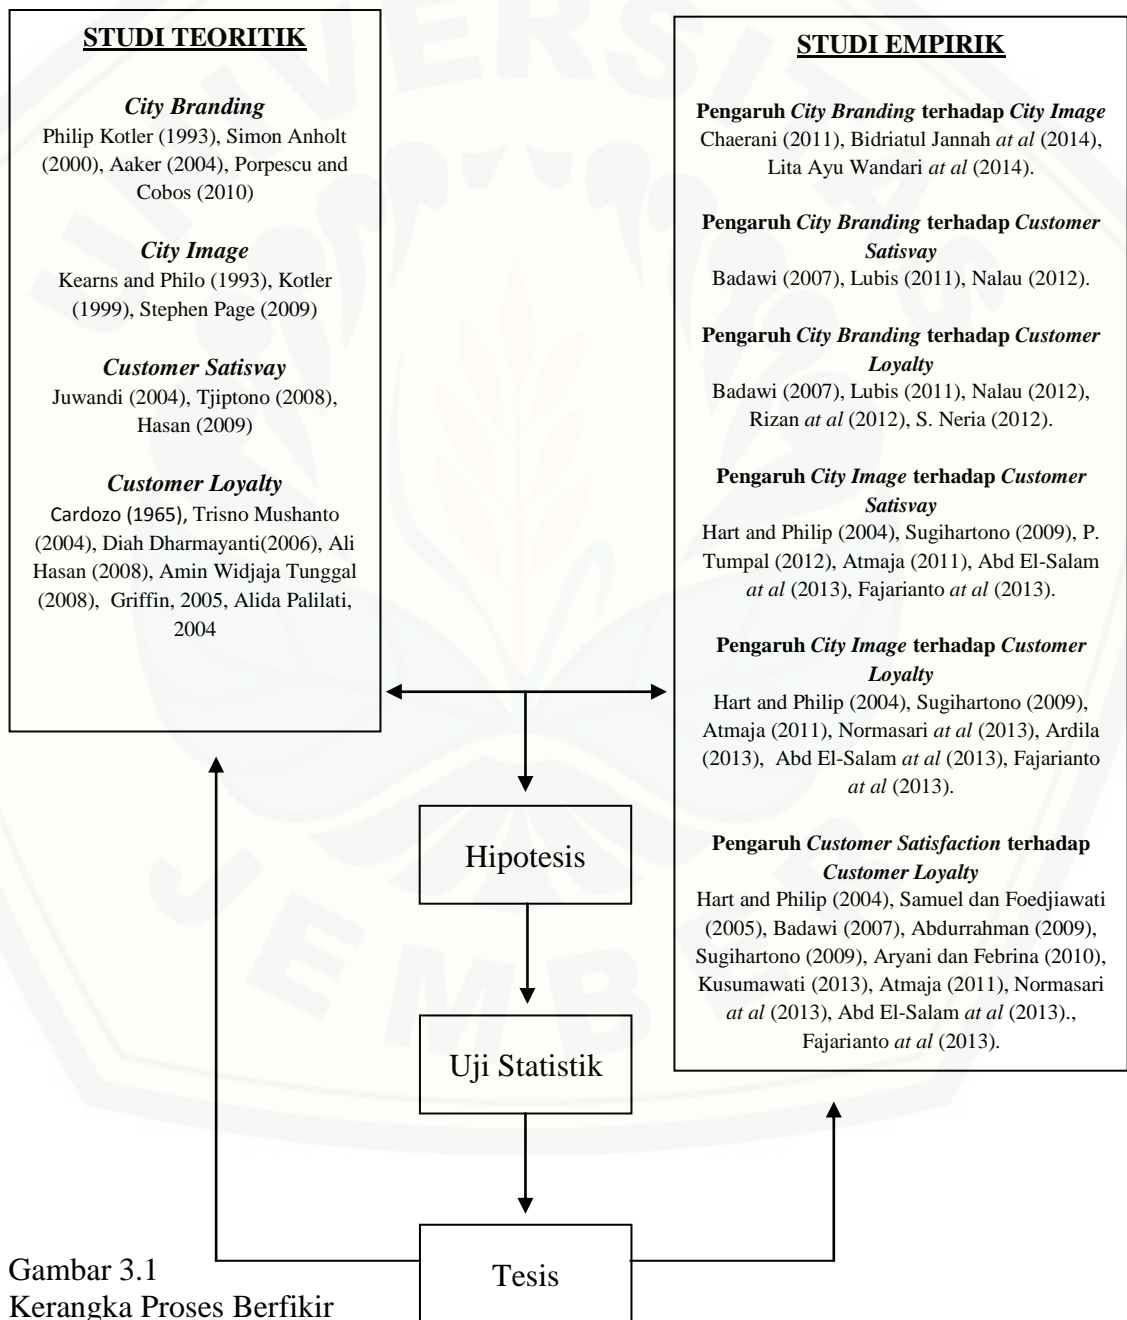 STUDI TEORITIK
City Branding
Philip Kotler (1993), Simon Anholt
(2000), Aaker (2004), Porpescu and
Cobos (2010)
City Image
Kearns and Philo (1993), Kotler
(1999), Stephen Page (2009)
Customer Satisvay
Juwandi (2004), Tjiptono (2008),
Hasan (2009)
Customer Loyalty
Cardozo (1965), Trisno Mushanto
(2004), Diah Dharmayanti(2006), Ali
Hasan (2008), Amin Widjaja Tunggal
(2008), Griffin, 2005, Alida Palilati,
2004
STUDI EMPIRIK
Pengaruh City Branding terhadap City Image
Chaerani (2011), Bidriatul Jannah at al (2014),
Lita Ayu Wandari at al (2014).
Pengaruh City Branding terhadap Customer
Satisvay
Badawi (2007), Lubis (2011), Nalau (2012).
Pengaruh City Branding terhadap Customer
Loyalty
Badawi (2007), Lubis (2011), Nalau (2012),
Rizan at al (2012), S. Neria (2012).
Pengaruh City Image terhadap Customer
Satisvay
Hart and Philip (2004), Sugihartono (2009), P.
Tumpal (2012), Atmaja (2011), Abd El-Salam
at al (2013), Fajarianto at al (2013).
Pengaruh City Image terhadap Customer
Loyalty
Hart and Philip (2004), Sugihartono (2009),
Atmaja (2011), Normasari at al (2013), Ardila
(2013), Abd El-Salam at al (2013), Fajarianto
at al (2013).
Pengaruh Customer Satisfaction terhadap
Customer Loyalty
Hart and Philip (2004), Samuel dan Foedjiawati
(2005), Badawi (2007), Abdurrahman (2009),
Sugihartono (2009), Aryani dan Febrina (2010),
Kusumawati (2013), Atmaja (2011), Normasari
at al (2013), Abd El-Salam at al (2013).,
Fajarianto at al (2013).
Hipotesis
Uji Statistik
Tesis
Gambar 3.1
Kerangka Proses Berfikir
UNIVERSITAS
JEMBER